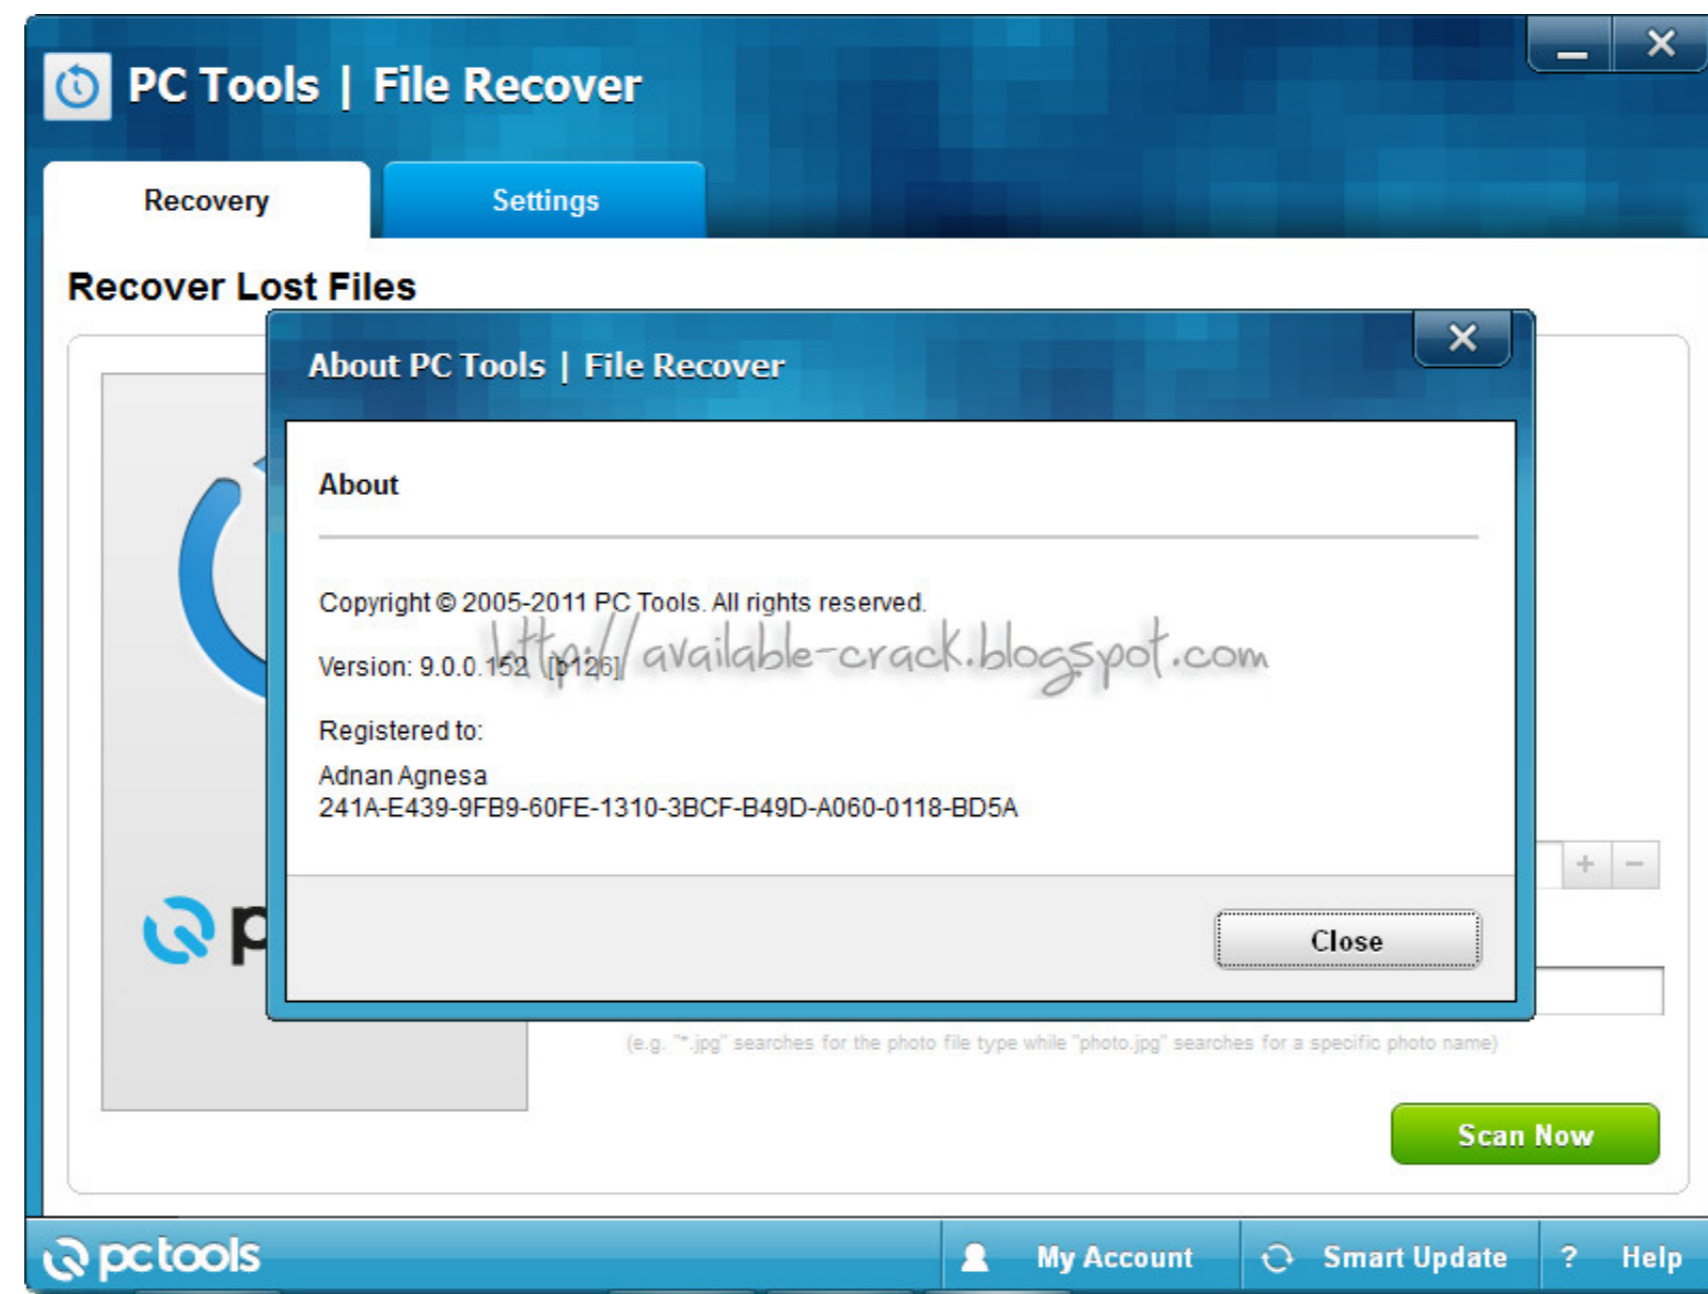 PC Tools | File Recover
Recovery
Settings
Recover Lost Files
About PC Tools | File Recover
About
Copyright © 2005-2011 PC Tools. All rights reserved.
http://available-crack.blogspot.com
Version: 9.0.0.152 [b126]
Registered to:
Adnan Agnesa
241A-E439-9FB9-60FE-1310-3BCF-B49D-A060-0118-BD5A
+ −
p
Close
(e.g. "*.jpg" searches for the photo file type while "photo.jpg" searches for a specific photo name)
Scan Now
pctools
My Account
Smart Update
? Help